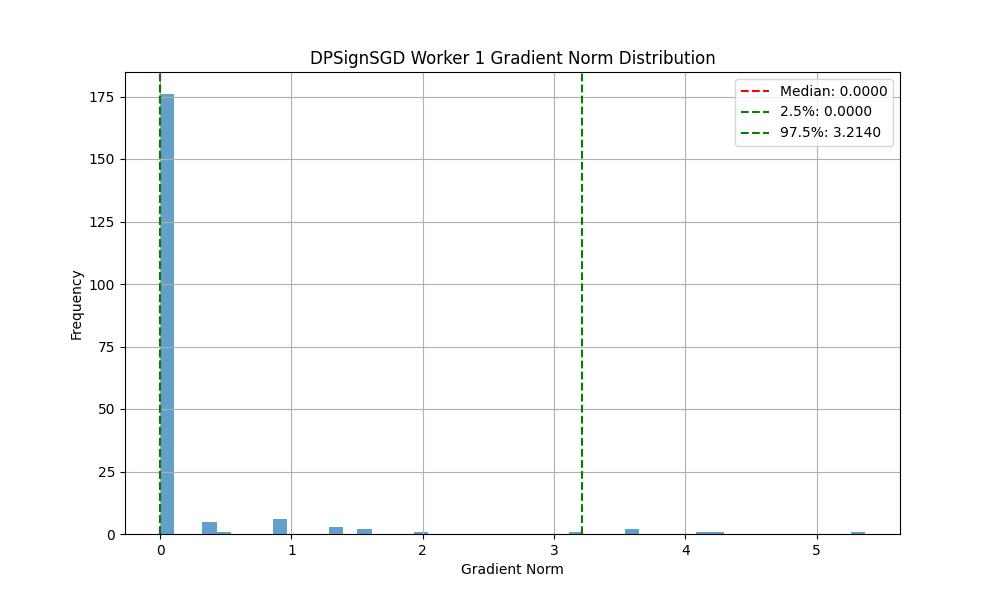 DPSignSGD Worker 1 Gradient Norm Distribution
Median: 0.0000
2.5%: 0.0000
97.5%: 3.2140
Frequency
175
150
125
100
75
50
25
0
0 1 2 3 4 5
Gradient Norm